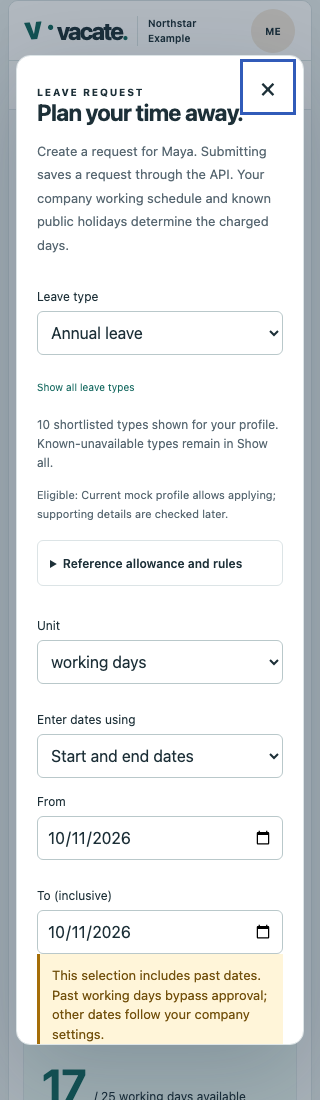 vacate.
Northstar
Example
ME
×
LEAVE REQUEST
Plan your time away.
Create a request for Maya. Submitting
saves a request through the API. Your
company working schedule and known
public holidays determine the charged
days.
Leave type
Annual leave
Show all leave types
10 shortlisted types shown for your profile.
Known-unavailable types remain in Show
all.
Eligible: Current mock profile allows applying;
supporting details are checked later.
Reference allowance and rules
Unit
working days
Enter dates using
Start and end dates
From
10/11/2026
To (inclusive)
10/11/2026
This selection includes past dates.
Past working days bypass approval;
other dates follow your company
settings.
17 / 25 working days available